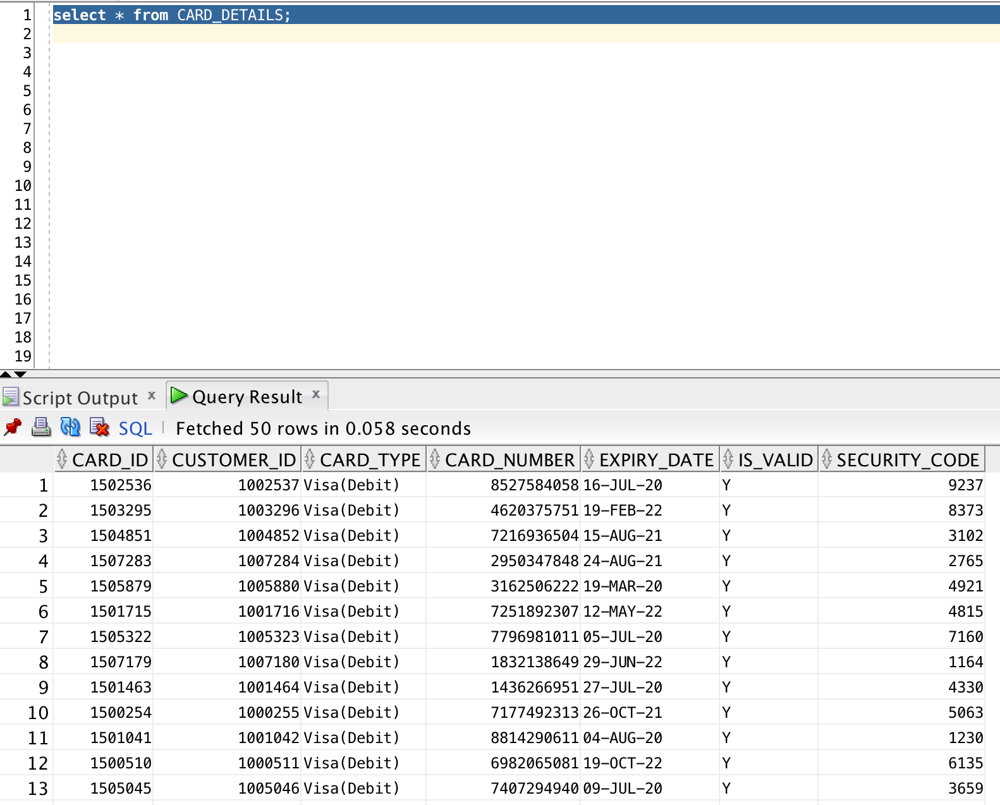 1 select * from CARD_DETAILS;
2
3
4
5
6
7
8
9
10
11
12
13
14
15
16
17
18
19
Script Output x Query Result x
SQL | Fetched 50 rows in 0.058 seconds
CARD_ID CUSTOMER_ID CARD_TYPE CARD_NUMBER EXPIRY_DATE IS_VALID SECURITY_CODE
1 1502536 1002537 Visa(Debit) 8527584058 16-JUL-20 Y 9237
2 1503295 1003296 Visa(Debit) 4620375751 19-FEB-22 Y 8373
3 1504851 1004852 Visa(Debit) 7216936504 15-AUG-21 Y 3102
4 1507283 1007284 Visa(Debit) 2950347848 24-AUG-21 Y 2765
5 1505879 1005880 Visa(Debit) 3162506222 19-MAR-20 Y 4921
6 1501715 1001716 Visa(Debit) 7251892307 12-MAY-22 Y 4815
7 1505322 1005323 Visa(Debit) 7796981011 05-JUL-20 Y 7160
8 1507179 1007180 Visa(Debit) 1832138649 29-JUN-22 Y 1164
9 1501463 1001464 Visa(Debit) 1436266951 27-JUL-20 Y 4330
10 1500254 1000255 Visa(Debit) 7177492313 26-OCT-21 Y 5063
11 1501041 1001042 Visa(Debit) 8814290611 04-AUG-20 Y 1230
12 1500510 1000511 Visa(Debit) 6982065081 19-OCT-22 Y 6135
13 1505045 1005046 Visa(Debit) 7407294940 09-JUL-20 Y 3659